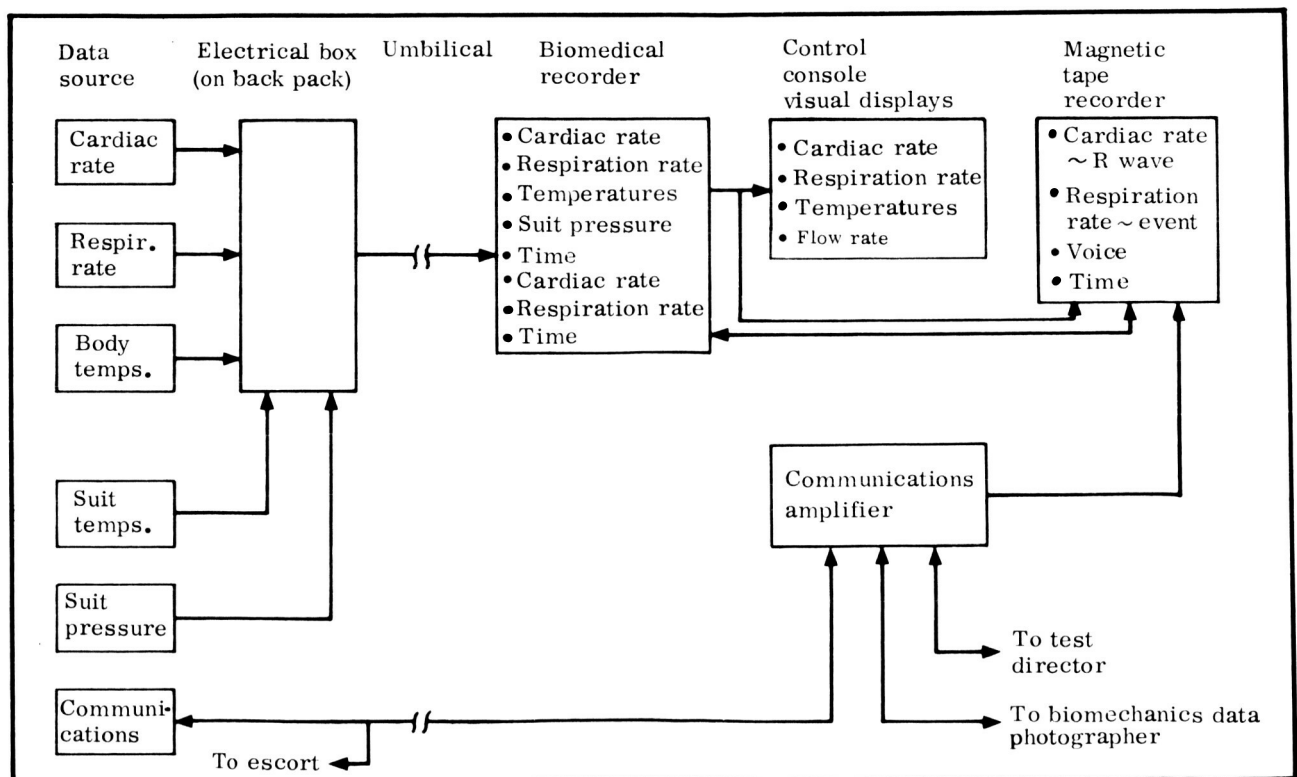 Data
source
Electrical box
(on back pack)
Umbilical
Biomedical
recorder
Control
console
visual displays
Magnetic
tape
recorder
Cardiac
rate
Respir.
rate
Body
temps.
Suit
temps.
Suit
pressure
Communi-
cations
• Cardiac rate
• Respiration rate
• Temperatures
• Suit pressure
• Time
• Cardiac rate
• Respiration rate
• Time
• Cardiac rate
• Respiration rate
• Temperatures
• Flow rate
• Cardiac rate
~ R wave
• Respiration
rate ~ event
• Voice
• Time
Communications
amplifier
To test
director
To biomechanics data
photographer
To escort